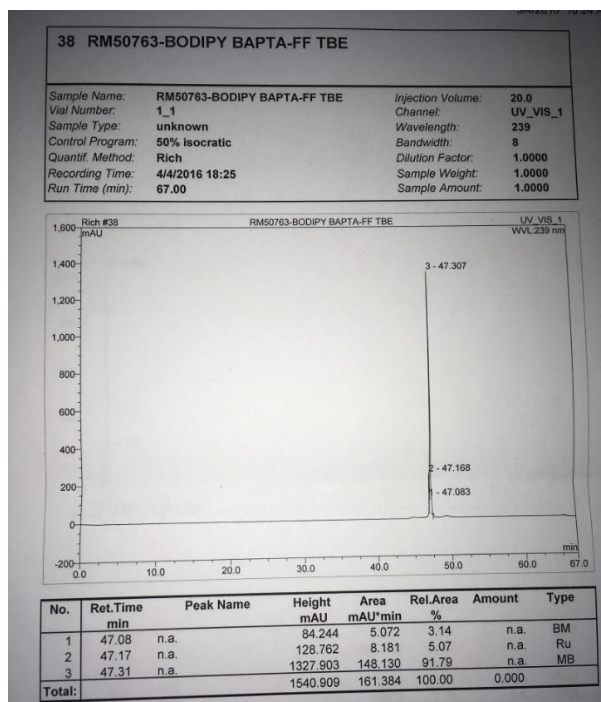 38 RM50763-BODIPY BAPTA-FF TBE
Sample Name: RM50763-BODIPY BAPTA-FF TBE Injection Volume: 20.0
Vial Number: 1_1 Channel: UV_VIS_1
Sample Type: unknown Wavelength: 239
Control Program: 50% isocratic Bandwidth: 8
Quantif. Method: Rich Dilution Factor: 1.0000
Recording Time: 4/4/2016 18:25 Sample Weight: 1.0000
Run Time (min): 67.00 Sample Amount: 1.0000
Rich #38 RM50763-BODIPY BAPTA-FF TBE UV_VIS_1
1,600 mAU WVL:239 nm
1,400
3 - 47.307
1,200
1,000
800
600
400
2 - 47.168
200
1 - 47.083
0
min
-200
0.0 10.0 20.0 30.0 40.0 50.0 60.0 67.0
No. Ret.Time Peak Name Height Area Rel.Area Amount Type
min mAU mAU*min %
1 47.08 n.a. 84.244 5.072 3.14 n.a. BM
2 47.17 n.a. 128.762 8.181 5.07 n.a. Ru
3 47.31 n.a. 1327.903 148.130 91.79 n.a. MB
Total: 1540.909 161.384 100.00 0.000